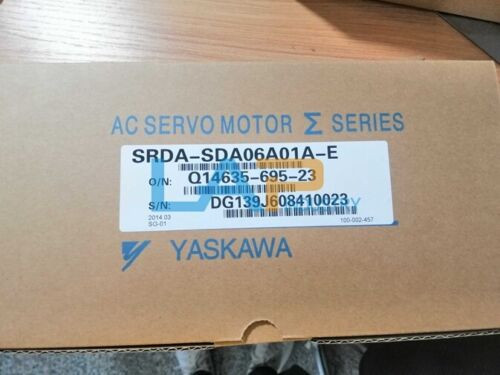 AC SERVO MOTOR Σ SERIES
SRDA-SDA06A01A-E
O/N: Q14635-695-23
S/N: DG139J608410023
2014.03
SG-01 100-002-457
YASKAWA